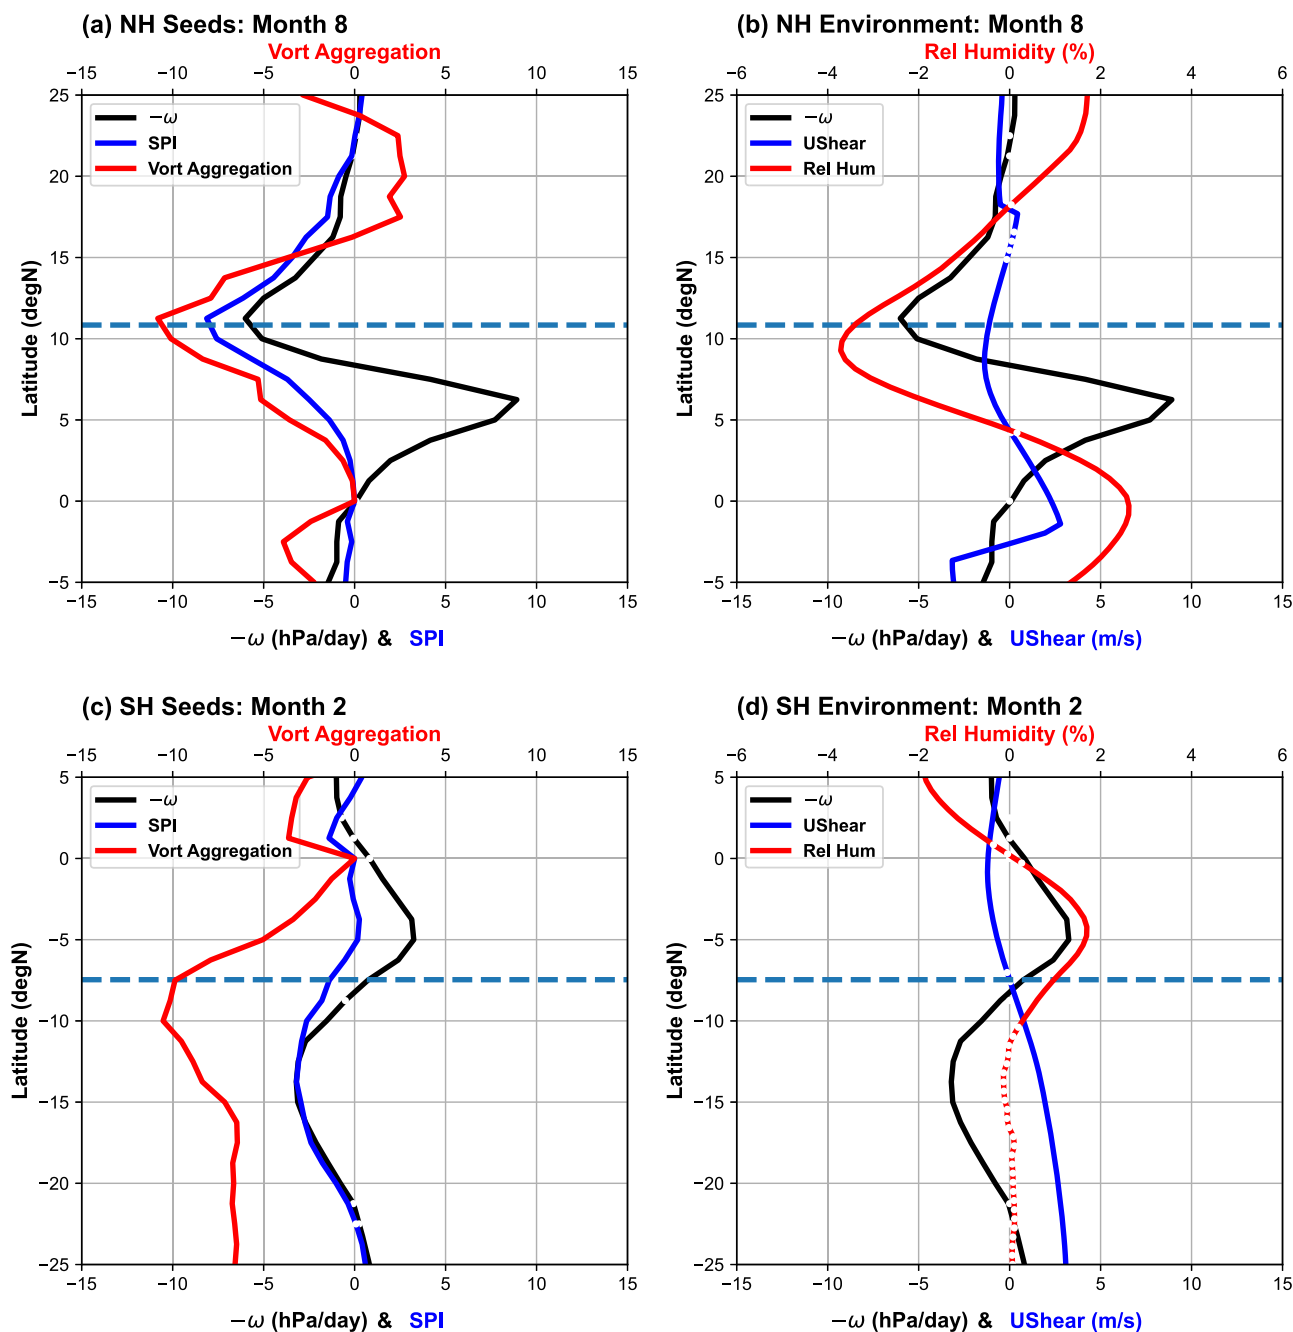 (a) NH Seeds: Month 8
Vort Aggregation
−15 −10 −5 0 5 10 15
25
20
15
10
5
0
−5
Latitude (degN)
−ω
SPI
Vort Aggregation
−15 −10 −5 0 5 10 15
−ω (hPa/day) & SPI
(b) NH Environment: Month 8
Rel Humidity (%)
−6 −4 −2 0 2 4 6
25
20
15
10
5
0
−5
Latitude (degN)
−ω
UShear
Rel Hum
−15 −10 −5 0 5 10 15
−ω (hPa/day) & UShear (m/s)
(c) SH Seeds: Month 2
Vort Aggregation
−15 −10 −5 0 5 10 15
5
0
−5
−10
−15
−20
−25
Latitude (degN)
−ω
SPI
Vort Aggregation
−15 −10 −5 0 5 10 15
−ω (hPa/day) & SPI
(d) SH Environment: Month 2
Rel Humidity (%)
−6 −4 −2 0 2 4 6
5
0
−5
−10
−15
−20
−25
Latitude (degN)
−ω
UShear
Rel Hum
−15 −10 −5 0 5 10 15
−ω (hPa/day) & UShear (m/s)